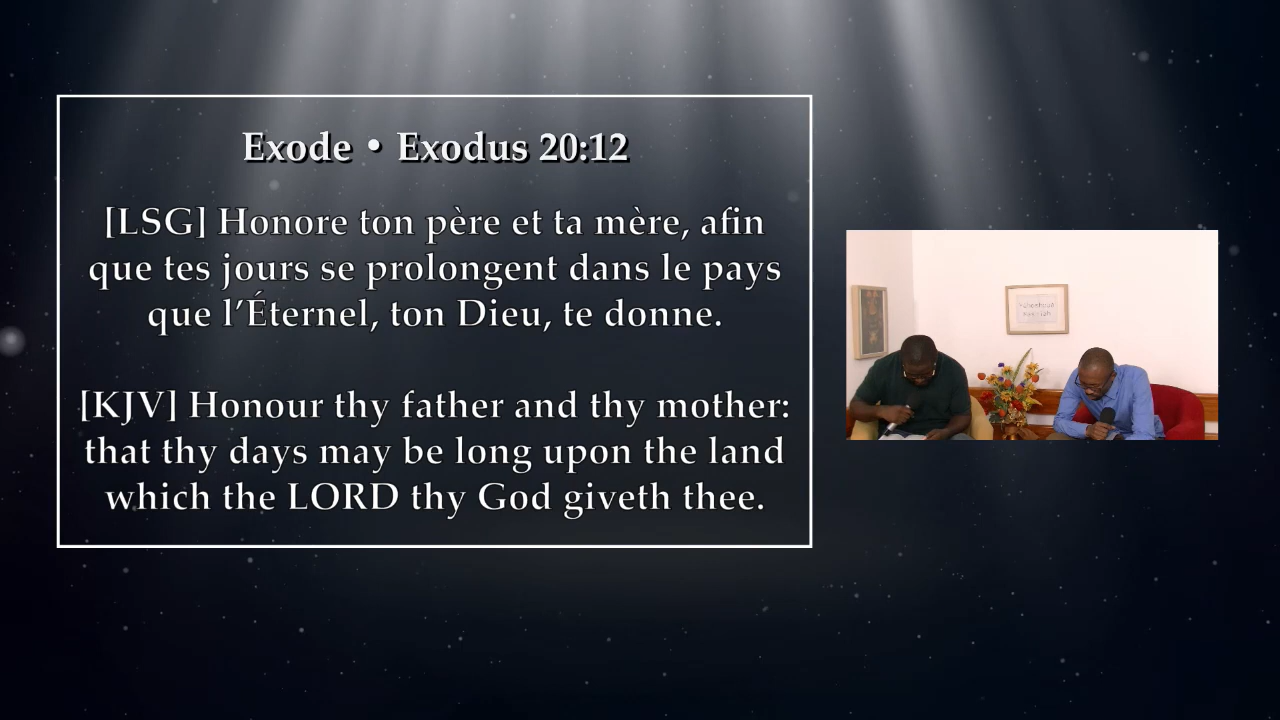 Exode • Exodus 20:12
[LSG] Honore ton père et ta mère, afin
que tes jours se prolongent dans le pays
que l’Éternel, ton Dieu, te donne.
[KJV] Honour thy father and thy mother:
that thy days may be long upon the land
which the LORD thy God giveth thee.